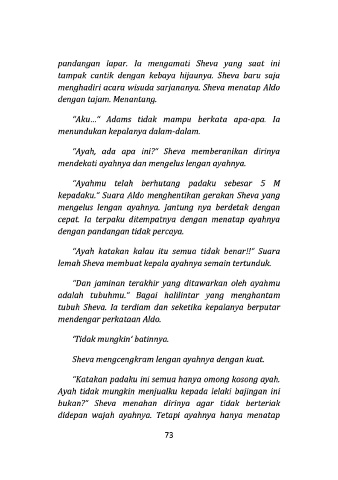 pandangan lapar. Ia mengamati Sheva yang saat ini
tampak cantik dengan kebaya hijaunya. Sheva baru saja
menghadiri acara wisuda sarjananya. Sheva menatap Aldo
dengan tajam. Menantang.
“Aku…“ Adams tidak mampu berkata apa-apa. Ia
menundukan kepalanya dalam-dalam.
“Ayah, ada apa ini?” Sheva memberanikan dirinya
mendekati ayahnya dan mengelus lengan ayahnya.
“Ayahmu telah berhutang padaku sebesar 5 M
kepadaku.” Suara Aldo menghentikan gerakan Sheva yang
mengelus lengan ayahnya. Jantung nya berdetak dengan
cepat. Ia terpaku ditempatnya dengan menatap ayahnya
dengan pandangan tidak percaya.
“Ayah katakan kalau itu semua tidak benar!!” Suara
lemah Sheva membuat kepala ayahnya semain tertunduk.
“Dan jaminan terakhir yang ditawarkan oleh ayahmu
adalah tubuhmu.” Bagai halilintar yang menghantam
tubuh Sheva. Ia terdiam dan seketika kepalanya berputar
mendengar perkataan Aldo.
‘Tidak mungkin’ batinnya.
Sheva mengcengkram lengan ayahnya dengan kuat.
“Katakan padaku ini semua hanya omong kosong ayah.
Ayah tidak mungkin menjualku kepada lelaki bajingan ini
bukan?” Sheva menahan dirinya agar tidak berteriak
didepan wajah ayahnya. Tetapi ayahnya hanya menatap
73